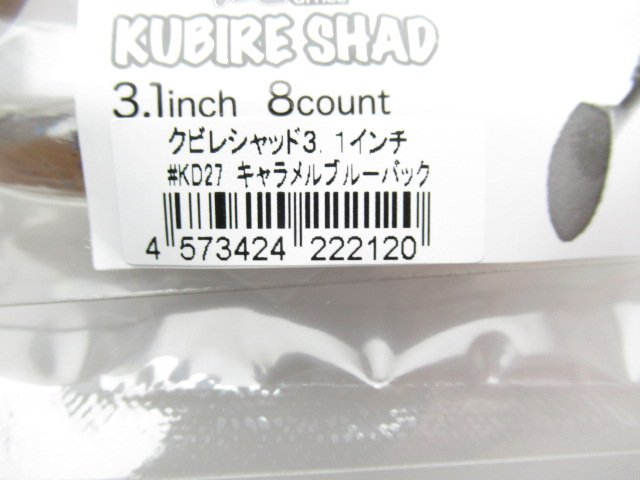 OFFICE
KUBIRE SHAD
3.1inch 8count
クビレシャッド3. 1インチ
#KD27 キャラメルブルーバック
4 573424 222120